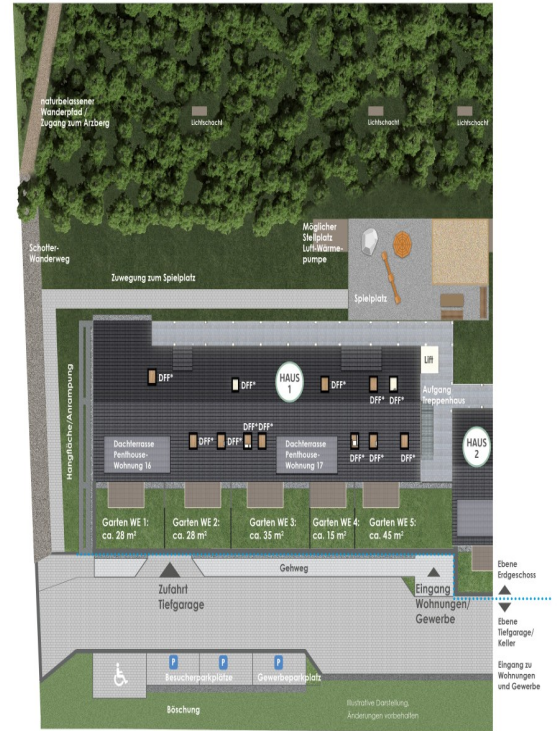 naturbelassener
Wanderpfad /
Zugang zum Arzberg
Lichtschacht
Lichtschacht
Lichtschacht
Möglicher
Stellplatz
Luft-Wärme-
pumpe
Schotter-
Wanderweg
Zuwegung zum Spielplatz
Spielplatz
Hangfläche/Anrampung
Lift
HAUS
1
DFF*
DFF*
DFF*
DFF*
DFF*
Aufgang
Treppenhaus
HAUS
2
Dachterrasse
Penthouse-
Wohnung 16
DFF*
DFF*
DFF*DFF*
Dachterrasse
Penthouse-
Wohnung 17
DFF*
DFF*
DFF*
Garten WE 1:
ca. 28 m²
Garten WE 2:
ca. 28 m²
Garten WE 3:
ca. 35 m²
Garten WE 4:
ca. 15 m²
Garten WE 5:
ca. 45 m²
Gehweg
Zufahrt
Tiefgarage
Eingang
Wohnungen/
Gewerbe
Ebene
Erdgeschoss
Ebene
Tiefgarage/
Keller
Eingang zu
Wohnungen
und Gewerbe
P
P
P
Besucherparkplätze
Gewerbeparkplatz
Böschung
Illustrative Darstellung,
Änderungen vorbehalten